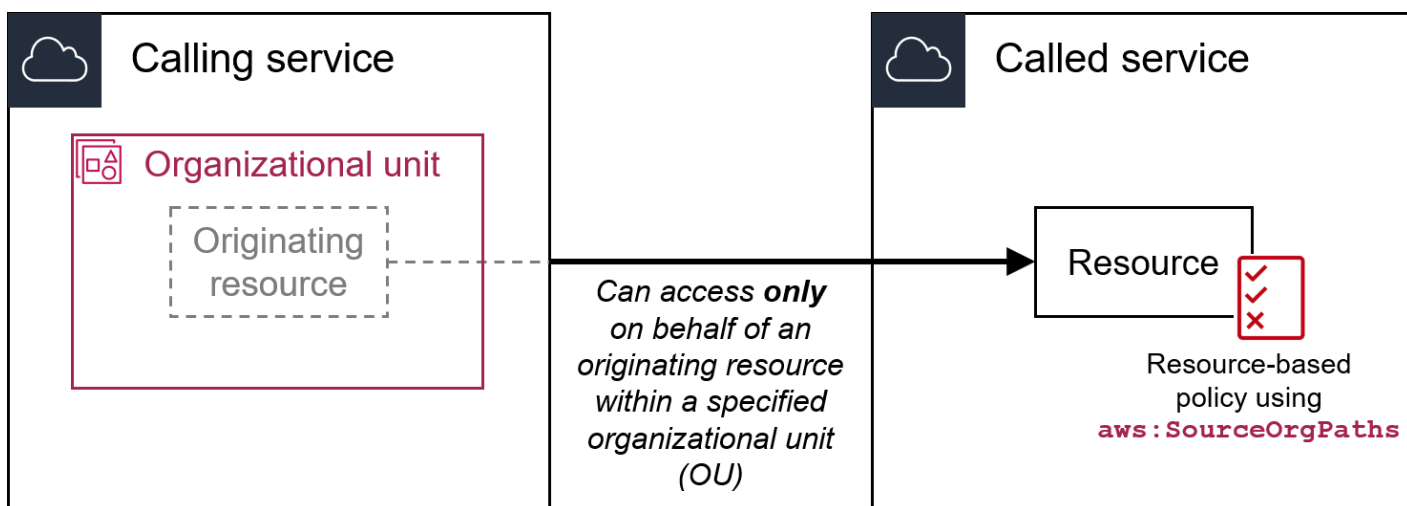 Calling service
Organizational unit
Originating
resource
Can access only
on behalf of an
originating resource
within a specified
organizational unit
(OU)
Called service
Resource
Resource-based
policy using
aws:SourceOrgPaths